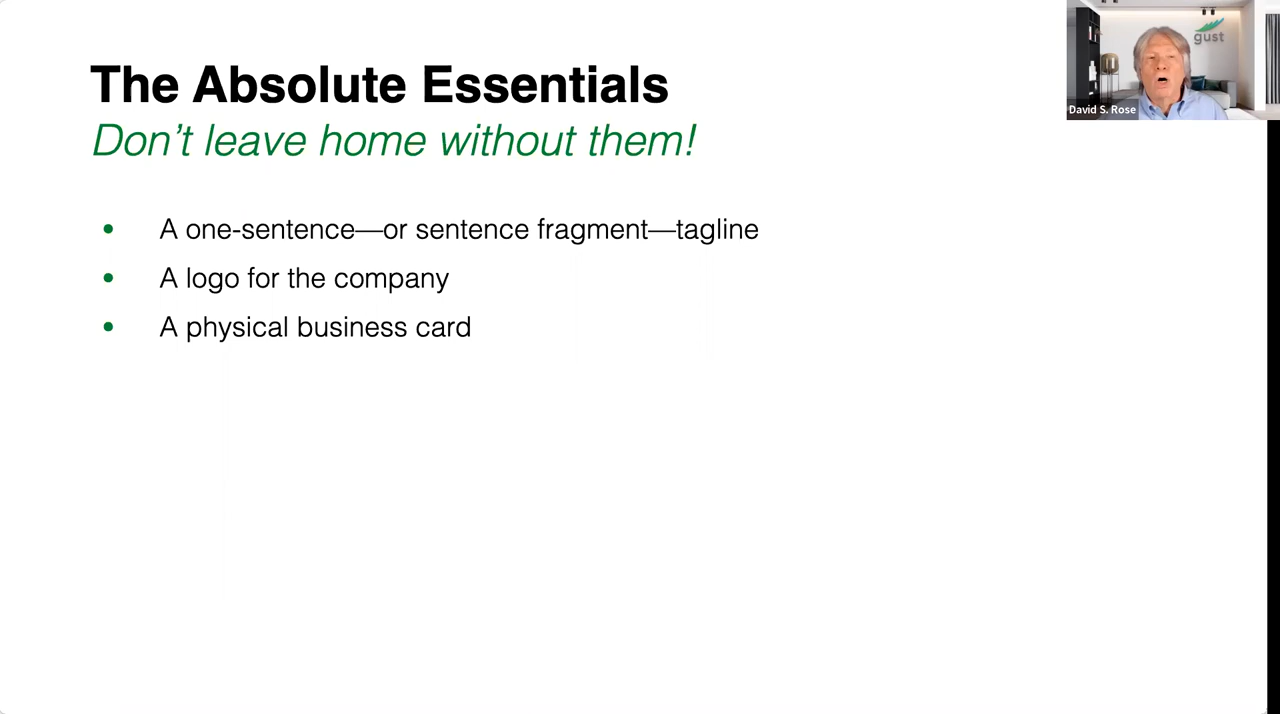 The Absolute Essentials
Don't leave home without them!
• A one-sentence—or sentence fragment—tagline
• A logo for the company
• A physical business card
gust
David S. Rose